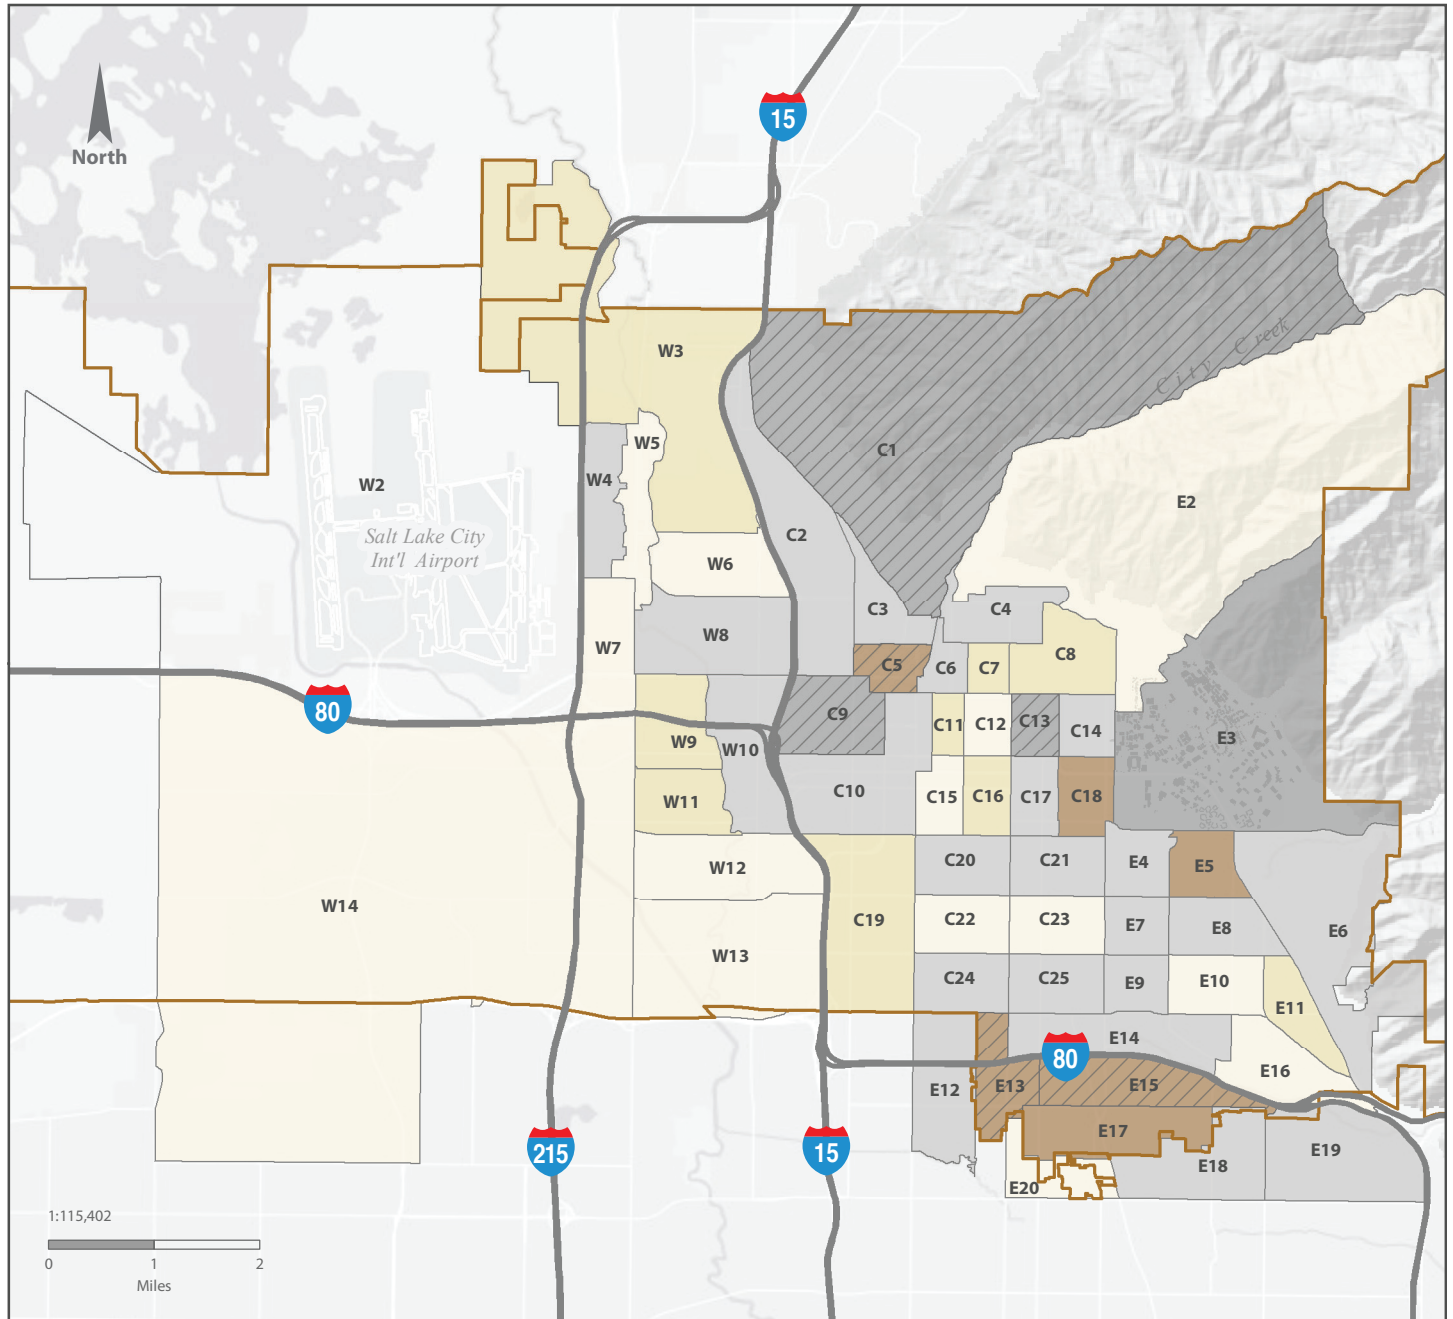 15
North
W3
City Creek
C1
W5
W4
W2
E2
Salt Lake City
Int'l Airport
C2
W6
C3
C4
W8
W7
C8
C5
C6
C7
80
C9
C11
C12
C13
C14
E3
W9
W10
W11
C10
C15
C16
C17
C18
W12
C20
C21
E4
E5
W14
C19
C22
C23
E7
E8
E6
W13
C24
C25
E9
E10
E11
E14
80
E16
E12
E13
E15
E17
215
15
E19
E18
E20
1:115,402
0 1 2
Miles